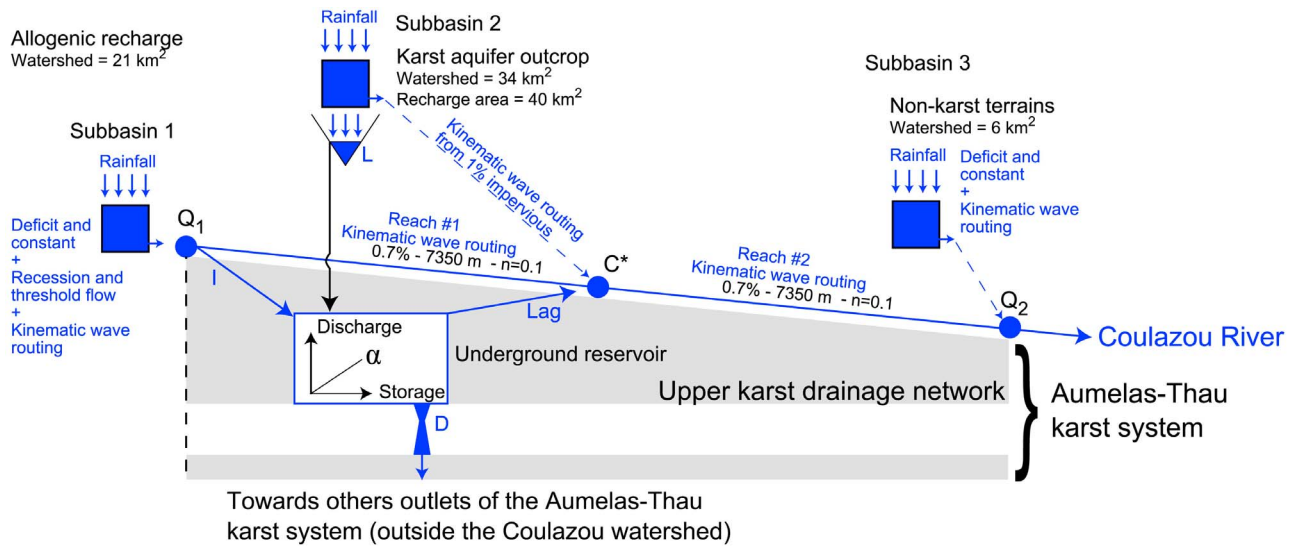 Allogenic recharge
Watershed = 21 km²
Subbasin 1
Rainfall
Deficit and
constant
+
Recession and
threshold flow
+
Kinematic wave
routing
Q₁
I
Rainfall
Subbasin 2
Karst aquifer outcrop
Watershed = 34 km²
Recharge area = 40 km²
L
Kinematic wave routing
from 1% impervious
Reach #1
Kinematic wave routing
0.7% - 7350 m - n=0.1
C*
Lag
Discharge
α
Storage
Underground reservoir
D
Reach #2
Kinematic wave routing
0.7% - 7350 m - n=0.1
Subbasin 3
Non-karst terrains
Watershed = 6 km²
Rainfall
Deficit and
constant
+
Kinematic wave
routing
Q₂
Coulazou River
Upper karst drainage network
Aumelas-Thau
karst system
Towards others outlets of the Aumelas-Thau
karst system (outside the Coulazou watershed)